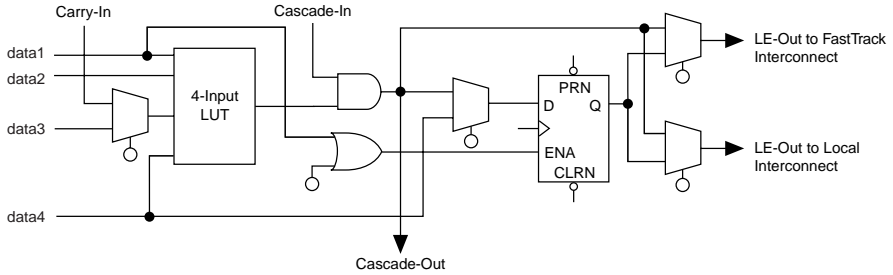 Carry-In
Cascade-In
data1
data2
data3
data4
4-Input
LUT
PRN
D
Q
ENA
CLRN
LE-Out to FastTrack
Interconnect
LE-Out to Local
Interconnect
Cascade-Out